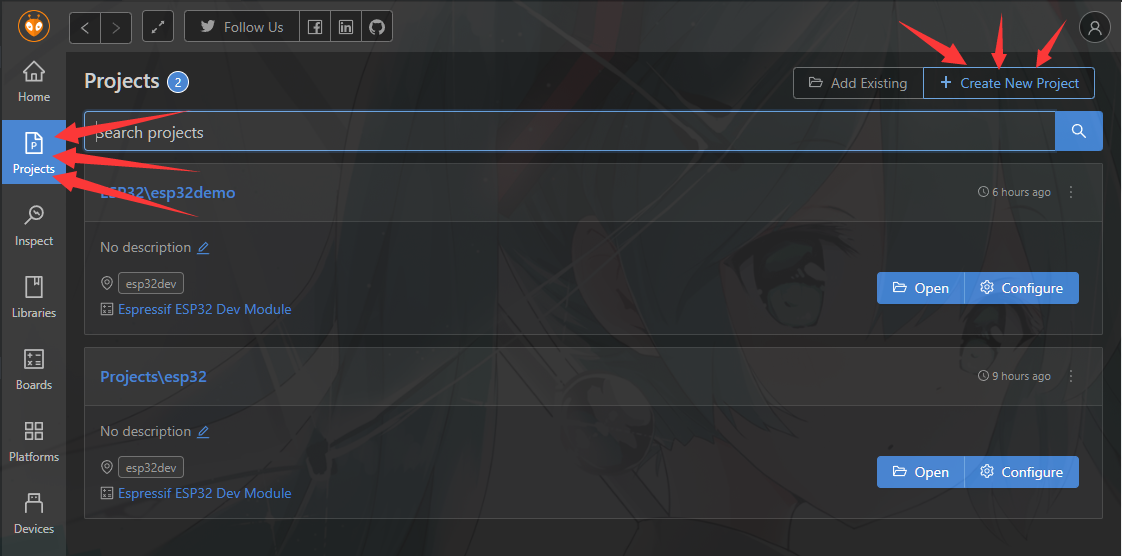 Follow Us
Home
Projects
Inspect
Libraries
Boards
Platforms
Devices
Projects 2
Add Existing
Create New Project
Search projects
ESP32\esp32demo
6 hours ago
No description
esp32dev
Espressif ESP32 Dev Module
Open
Configure
Projects\esp32
9 hours ago
No description
esp32dev
Espressif ESP32 Dev Module
Open
Configure